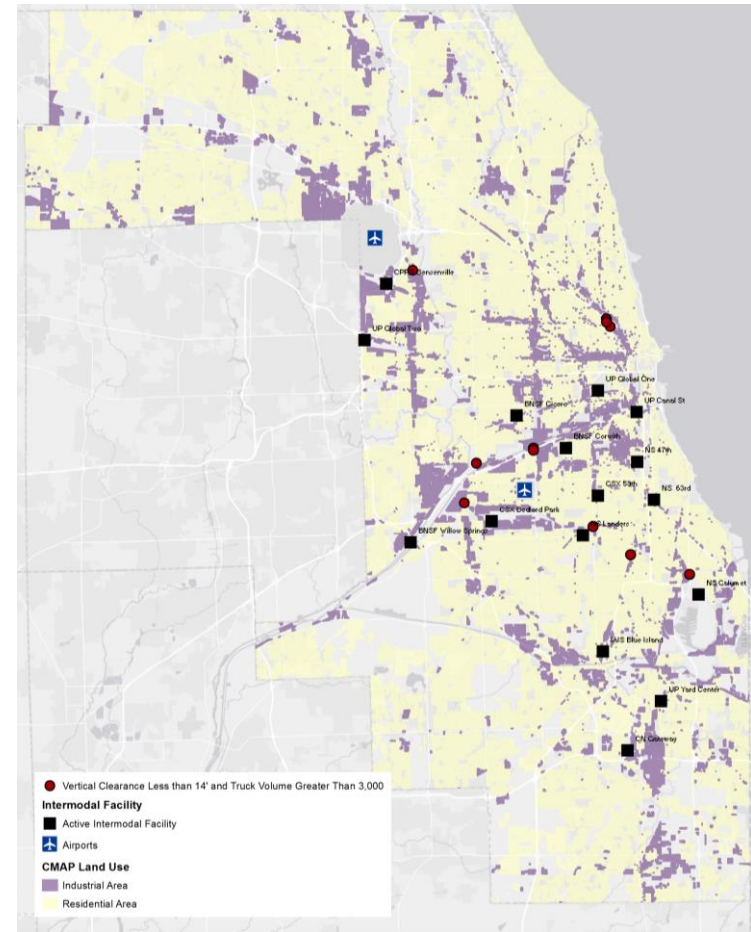 CPRS Bensenville
UP Global Two
UP Global One
BNSF Cicero
UP Canal St
BNSF Corwith
NS 47th
CSX 59th
NS 63rd
CSX Bedford Park
NS Landers
BNSF Willow Springs
NS Calumet
IAIS Blue Island
UP Yard Center
CN Gateway
Vertical Clearance Less than 14' and Truck Volume Greater Than 3,000
Intermodal Facility
Active Intermodal Facility
Airports
CMAP Land Use
Industrial Area
Residential Area